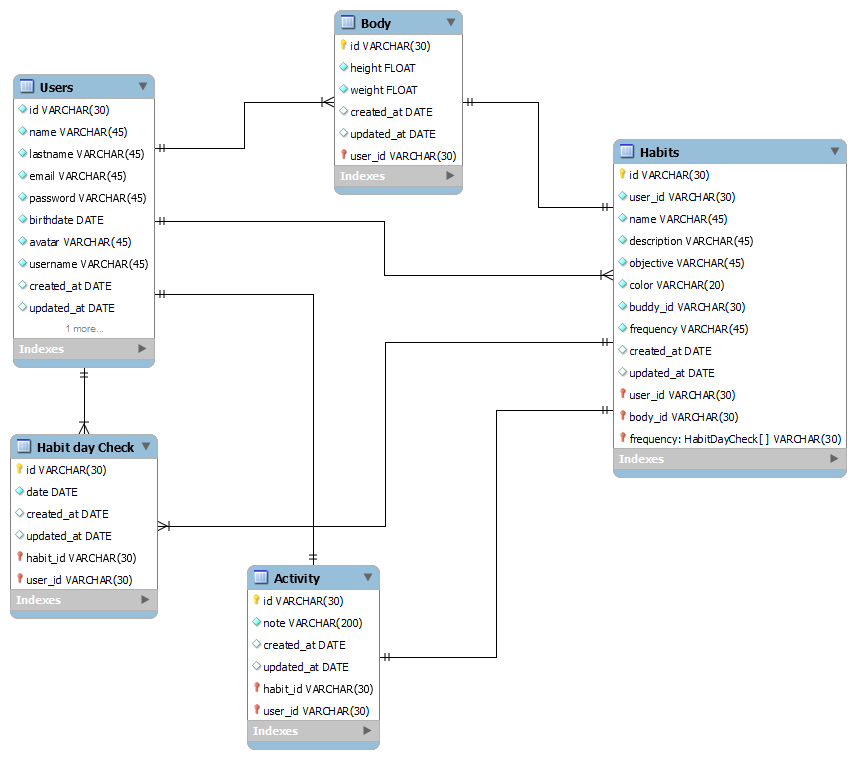 Body
id VARCHAR(30)
height FLOAT
weight FLOAT
created_at DATE
updated_at DATE
user_id VARCHAR(30)
Indexes
Users
id VARCHAR(30)
name VARCHAR(45)
lastname VARCHAR(45)
email VARCHAR(45)
password VARCHAR(45)
birthdate DATE
avatar VARCHAR(45)
username VARCHAR(45)
created_at DATE
updated_at DATE
1 more...
Indexes
Habits
id VARCHAR(30)
user_id VARCHAR(30)
name VARCHAR(45)
description VARCHAR(45)
objective VARCHAR(45)
color VARCHAR(20)
buddy_id VARCHAR(30)
frequency VARCHAR(45)
created_at DATE
updated_at DATE
user_id VARCHAR(30)
body_id VARCHAR(30)
frequency: HabitDayCheck[] VARCHAR(30)
Indexes
Habit day Check
id VARCHAR(30)
date DATE
created_at DATE
updated_at DATE
habit_id VARCHAR(30)
user_id VARCHAR(30)
Indexes
Activity
id VARCHAR(30)
note VARCHAR(200)
created_at DATE
updated_at DATE
habit_id VARCHAR(30)
user_id VARCHAR(30)
Indexes